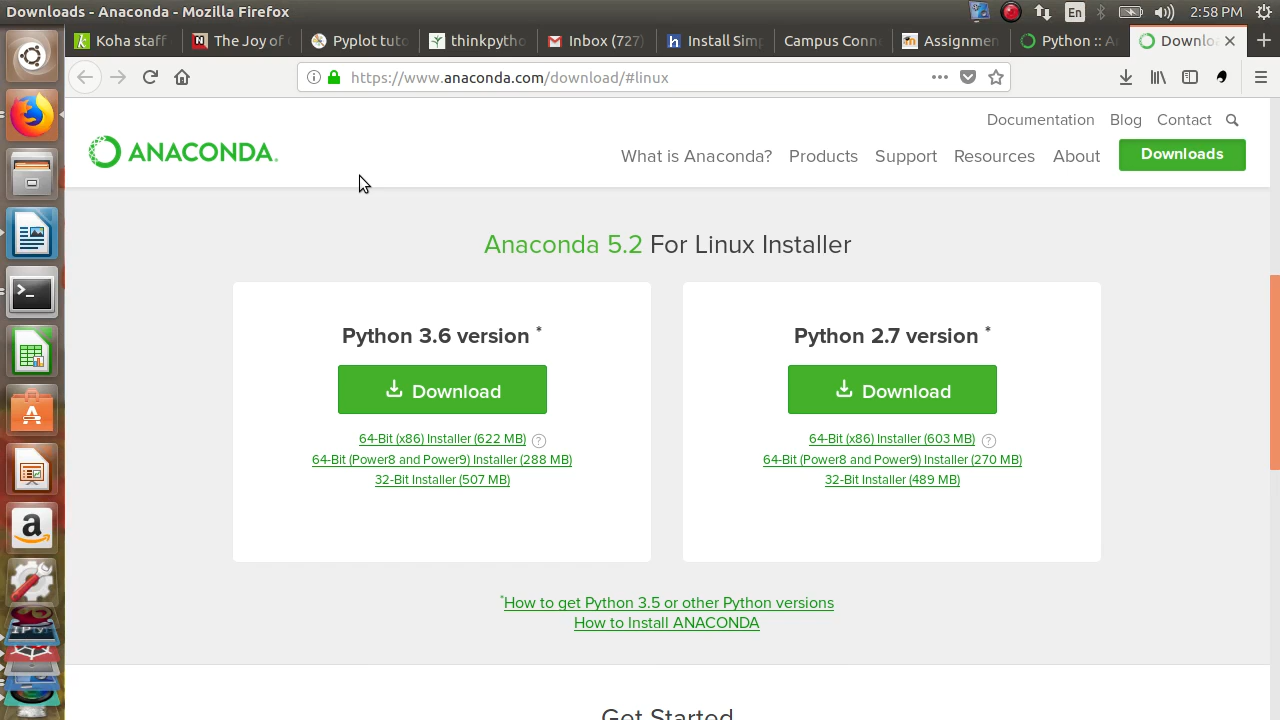 Downloads - Anaconda - Mozilla Firefox
En
2:58 PM
Koha staff
The Joy of
Pyplot tuto
thinkpytho
Inbox (727)
Install Sim
Campus Conn
Assignmen
Python :: A
Downlo
https://www.anaconda.com/download/#linux
Documentation Blog Contact
ANACONDA.
What is Anaconda? Products Support Resources About Downloads
Anaconda 5.2 For Linux Installer
Python 3.6 version *
Download
64-Bit (x86) Installer (622 MB) ?
64-Bit (Power8 and Power9) Installer (288 MB)
32-Bit Installer (507 MB)
Python 2.7 version *
Download
64-Bit (x86) Installer (603 MB) ?
64-Bit (Power8 and Power9) Installer (270 MB)
32-Bit Installer (489 MB)
*How to get Python 3.5 or other Python versions
How to Install ANACONDA
Get Started